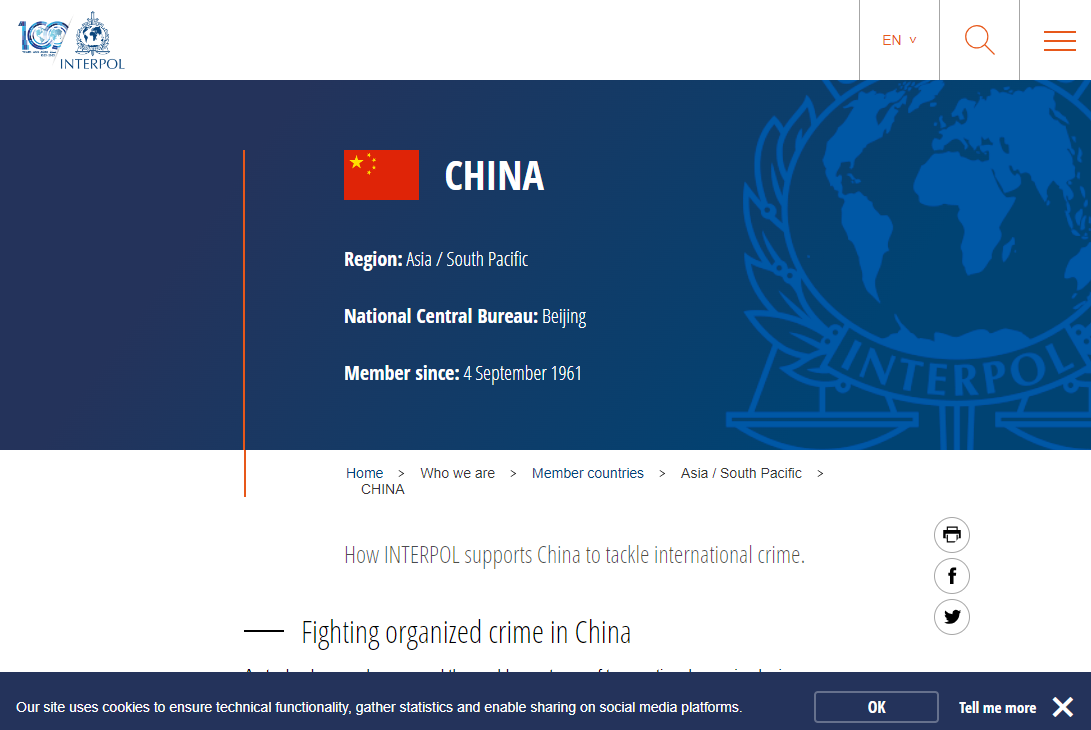 100
INTERPOL
EN
CHINA
Region: Asia / South Pacific
National Central Bureau: Beijing
Member since: 4 September 1961
INTERPOL
Home > Who we are > Member countries > Asia / South Pacific >
CHINA
How INTERPOL supports China to tackle international crime.
Fighting organized crime in China
Our site uses cookies to ensure technical functionality, gather statistics and enable sharing on social media platforms.
OK
Tell me more